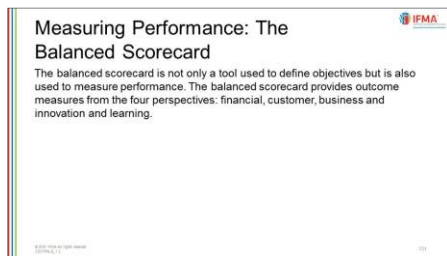 Measuring Performance: The
Balanced Scorecard
IFMA
The balanced scorecard is not only a tool used to define objectives but is also
used to measure performance. The balanced scorecard provides outcome
measures from the four perspectives: financial, customer, business and
innovation and learning.